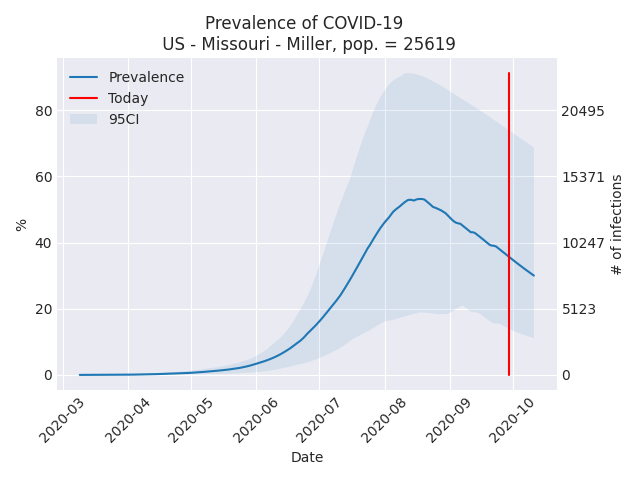 Prevalence of COVID-19
US - Missouri - Miller, pop. = 25619
Prevalence
Today
95CI
%
80
60
40
20
0
20495
15371
10247
5123
0
# of infections
2020-03
2020-04
2020-05
2020-06
2020-07
2020-08
2020-09
2020-10
Date